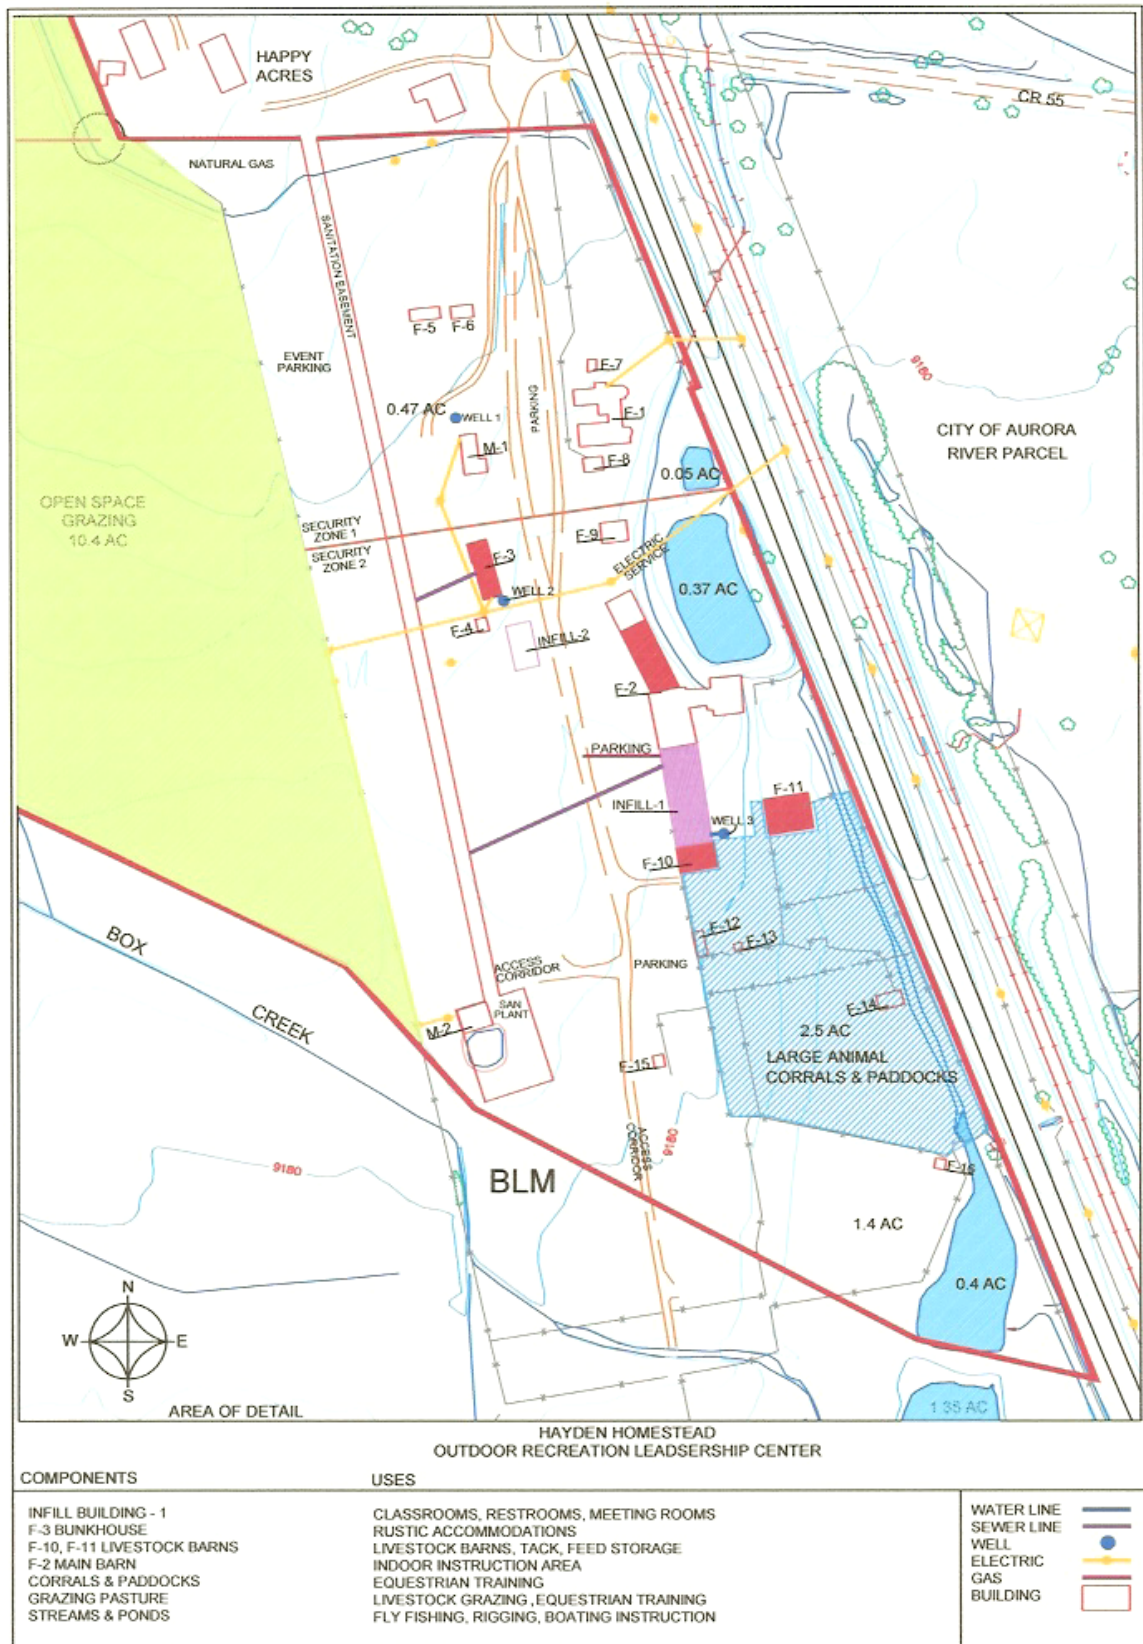 HAPPY
ACRES
CR 55
NATURAL GAS
SANITATION EASEMENT
F-5
F-6
EVENT
PARKING
F-7
9180
0.47 AC
WELL 1
PARKING
F-1
CITY OF AURORA
RIVER PARCEL
M-1
F-8
0.05 AC
OPEN SPACE
GRAZING
10.4 AC
SECURITY
ZONE 1
SECURITY
ZONE 2
F-9
ELECTRIC
SERVICE
F-3
0.37 AC
WELL 2
F-4
INFILL-2
F-2
PARKING
F-11
INFILL-1
WELL 3
F-10
BOX
CREEK
F-12
F-13
ACCESS
CORRIDOR
PARKING
SAN
PLANT
F-14
M-2
2.5 AC
LARGE ANIMAL
CORRALS & PADDOCKS
F-15
ACCESS
CORRIDOR
9180
9180
F-16
BLM
1.4 AC
0.4 AC
N
W
E
S
1.35 AC
AREA OF DETAIL
HAYDEN HOMESTEAD
OUTDOOR RECREATION LEADSERSHIP CENTER
COMPONENTS
USES
INFILL BUILDING - 1 CLASSROOMS, RESTROOMS, MEETING ROOMS
F-3 BUNKHOUSE RUSTIC ACCOMMODATIONS
F-10, F-11 LIVESTOCK BARNS LIVESTOCK BARNS, TACK, FEED STORAGE
F-2 MAIN BARN INDOOR INSTRUCTION AREA
CORRALS & PADDOCKS EQUESTRIAN TRAINING
GRAZING PASTURE LIVESTOCK GRAZING, EQUESTRIAN TRAINING
STREAMS & PONDS FLY FISHING, RIGGING, BOATING INSTRUCTION
WATER LINE
SEWER LINE
WELL
ELECTRIC
GAS
BUILDING